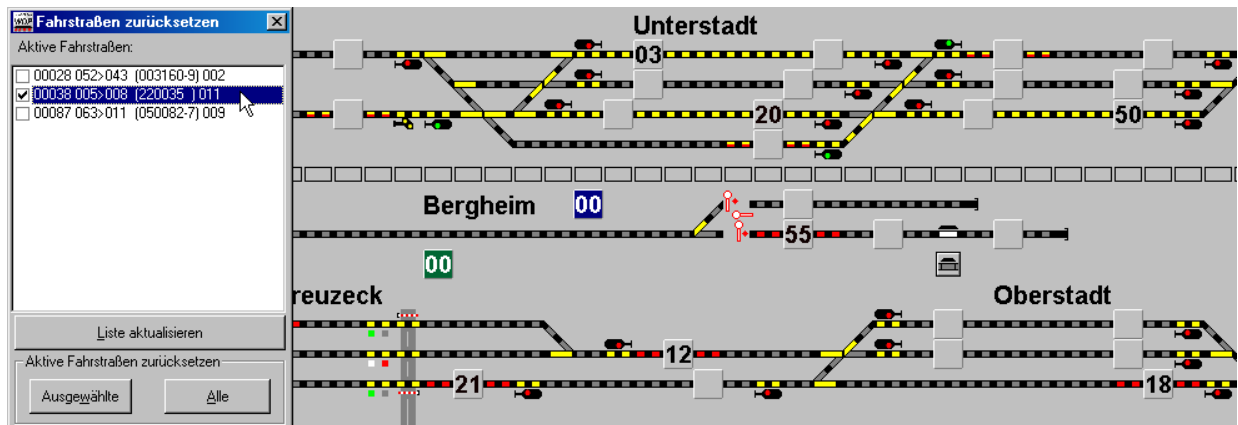 Fahrstraßen zurücksetzen
Aktive Fahrstraßen:
00028 052>043 (003160-9) 002
00038 005>008 (220035 ) 011
00087 063>011 (050082-7) 009
Liste aktualisieren
Aktive Fahrstraßen zurücksetzen
Ausgewählte
Alle
Unterstadt
03
20
50
Bergheim
00
55
00
reuzeck
Oberstadt
12
21
18